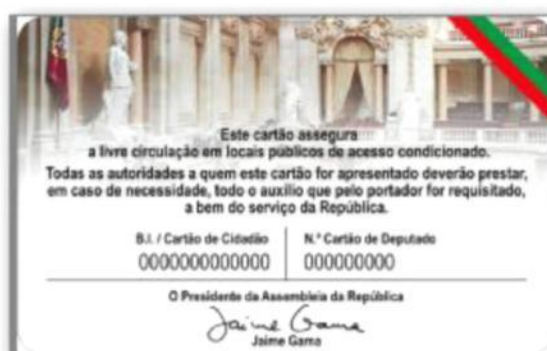 Este cartão assegura
a livre circulação em locais públicos de acesso condicionado.
Todas as autoridades a quem este cartão for apresentado deverão prestar,
em caso de necessidade, todo o auxílio que pelo portador for requisitado,
a bem do serviço da República.
B.I. / Cartão de Cidadão
N.º Cartão de Deputado
0000000000000
000000000
O Presidente da Assembleia da República
Jaime Gama
Jaime Gama